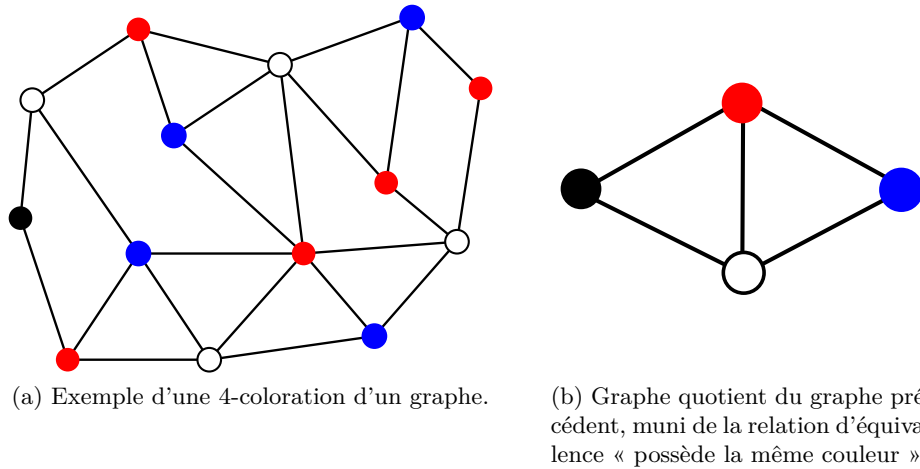 (a) Exemple d'une 4-coloration d'un graphe.
(b) Graphe quotient du graphe pré
cédent, muni de la relation d'équiva
lence « possède la même couleur »